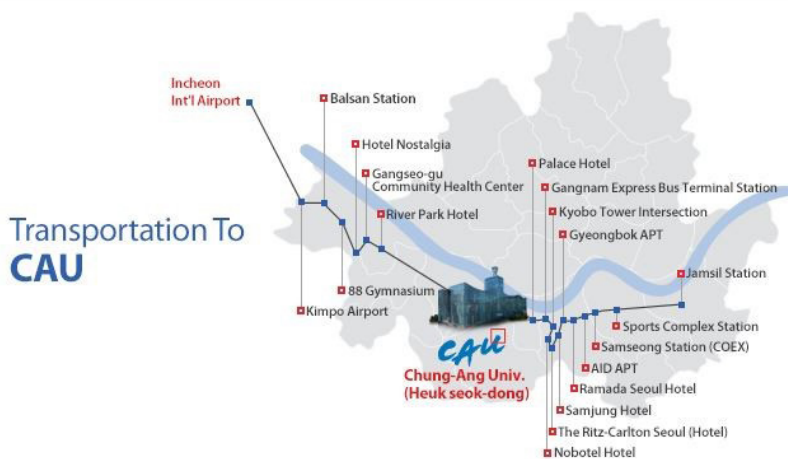 Transportation To
CAU
Incheon
Int'l Airport
Balsan Station
Hotel Nostalgia
Gangseo-gu
Community Health Center
River Park Hotel
88 Gymnasium
Kimpo Airport
CAU
Chung-Ang Univ.
(Heuk seok-dong)
Palace Hotel
Gangnam Express Bus Terminal Station
Kyobo Tower Intersection
Gyeongbok APT
Jamsil Station
Sports Complex Station
Samseong Station (COEX)
AID APT
Ramada Seoul Hotel
Samjung Hotel
The Ritz-Carlton Seoul (Hotel)
Nobotel Hotel